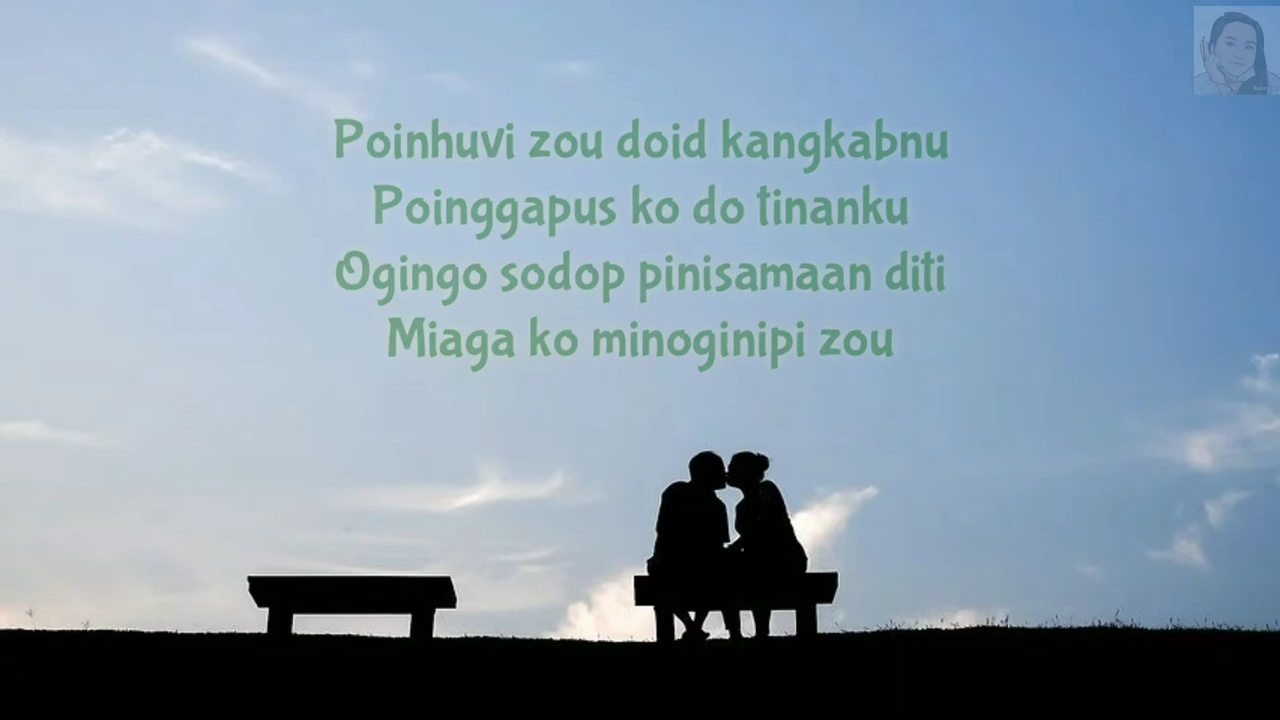 Poinhuvi zou doid kangkabnu
Poinggapus ko do tinanku
Ogingo sodop pinisamaan diti
Miaga ko minoginipi zou